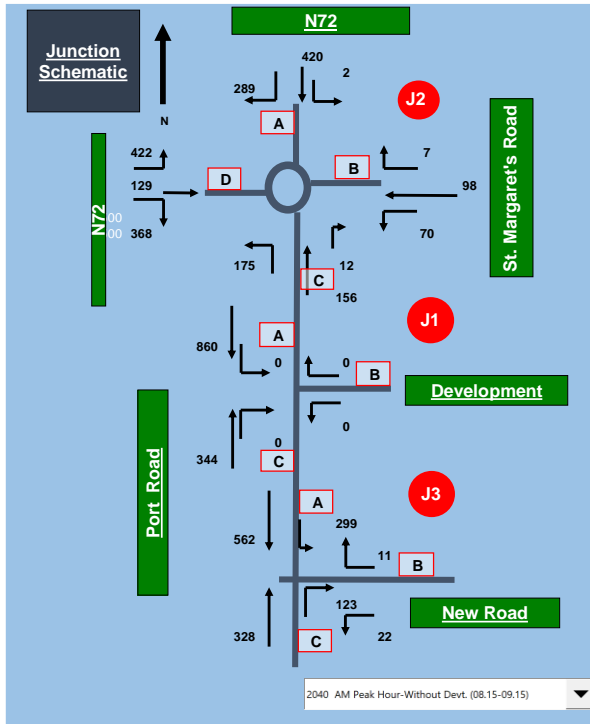 N72
Junction
Schematic
N
420
2
289
J2
A
422
7
D
B
129
98
N72
00
00
368
70
St. Margaret's Road
175
12
C
156
J1
A
860
0
0
B
Development
0
0
344
C
Port Road
J3
A
562
299
11
B
123
New Road
328
C
22
2040 AM Peak Hour-Without Devt. (08.15-09.15)